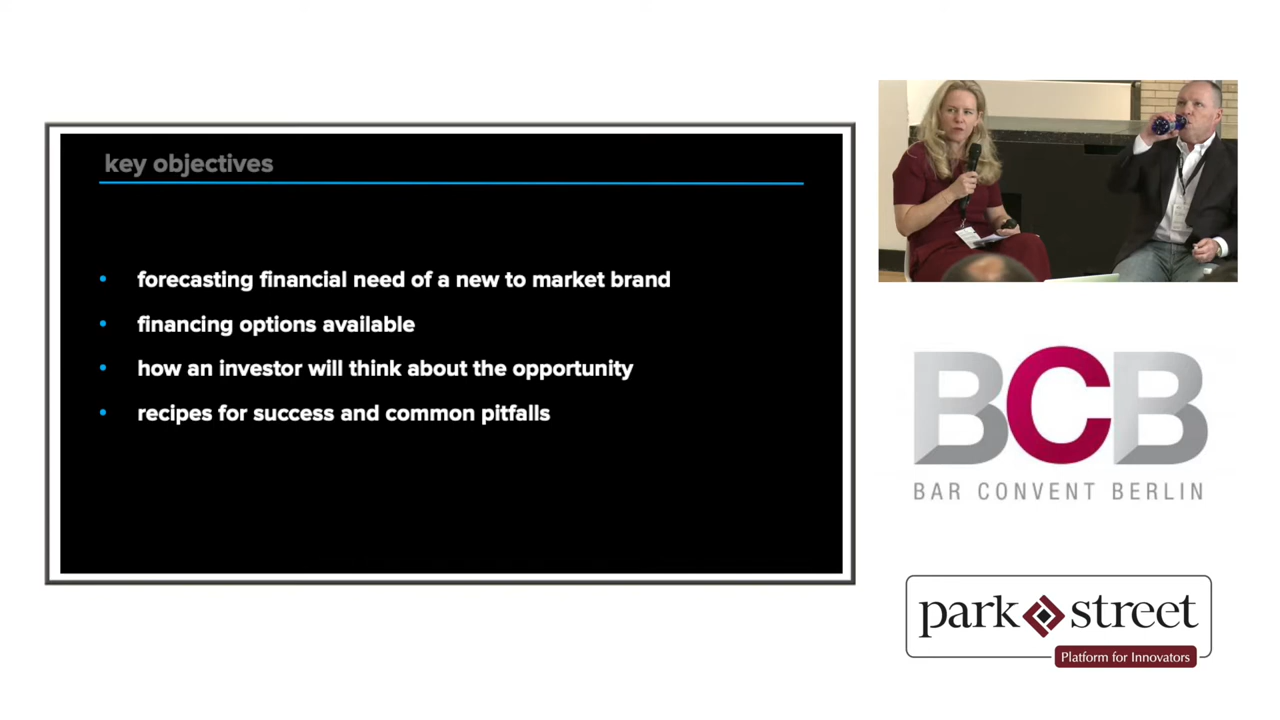 key objectives
• forecasting financial need of a new to market brand
• financing options available
• how an investor will think about the opportunity
• recipes for success and common pitfalls
BCB
BAR CONVENT BERLIN
park street
Platform for Innovators